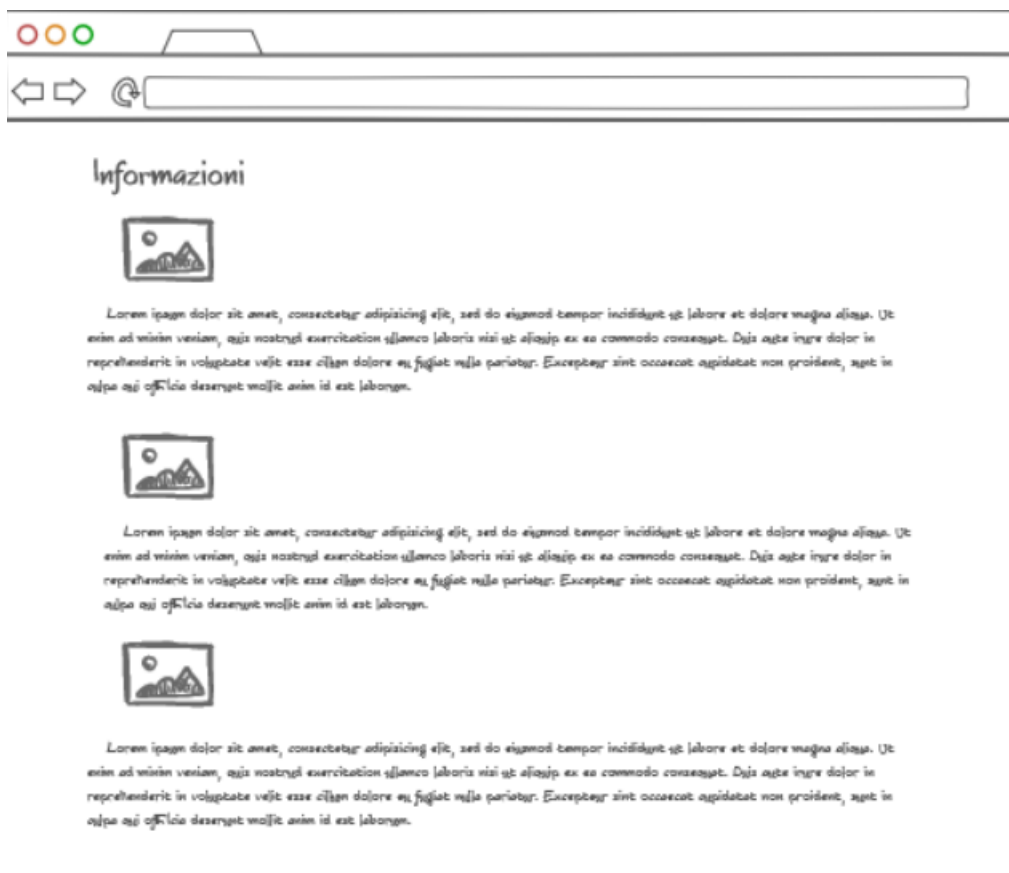 Informazioni
Lorem ipsum dolor sit amet, consectetur adipisicing elit, sed do eiusmod tempor incididunt ut labore et dolore magna aliqua. Ut
enim ad minim veniam, quis nostrud exercitation ullamco laboris nisi ut aliquip ex ea commodo consequat. Duis aute irure dolor in
reprehenderit in voluptate velit esse cillum dolore eu fugiat nulla pariatur. Excepteur sint occaecat cupidatat non proident, sunt in
culpa qui officia deserunt mollit anim id est laborum.
Lorem ipsum dolor sit amet, consectetur adipisicing elit, sed do eiusmod tempor incididunt ut labore et dolore magna aliqua. Ut
enim ad minim veniam, quis nostrud exercitation ullamco laboris nisi ut aliquip ex ea commodo consequat. Duis aute irure dolor in
reprehenderit in voluptate velit esse cillum dolore eu fugiat nulla pariatur. Excepteur sint occaecat cupidatat non proident, sunt in
culpa qui officia deserunt mollit anim id est laborum.
Lorem ipsum dolor sit amet, consectetur adipisicing elit, sed do eiusmod tempor incididunt ut labore et dolore magna aliqua. Ut
enim ad minim veniam, quis nostrud exercitation ullamco laboris nisi ut aliquip ex ea commodo consequat. Duis aute irure dolor in
reprehenderit in voluptate velit esse cillum dolore eu fugiat nulla pariatur. Excepteur sint occaecat cupidatat non proident, sunt in
culpa qui officia deserunt mollit anim id est laborum.